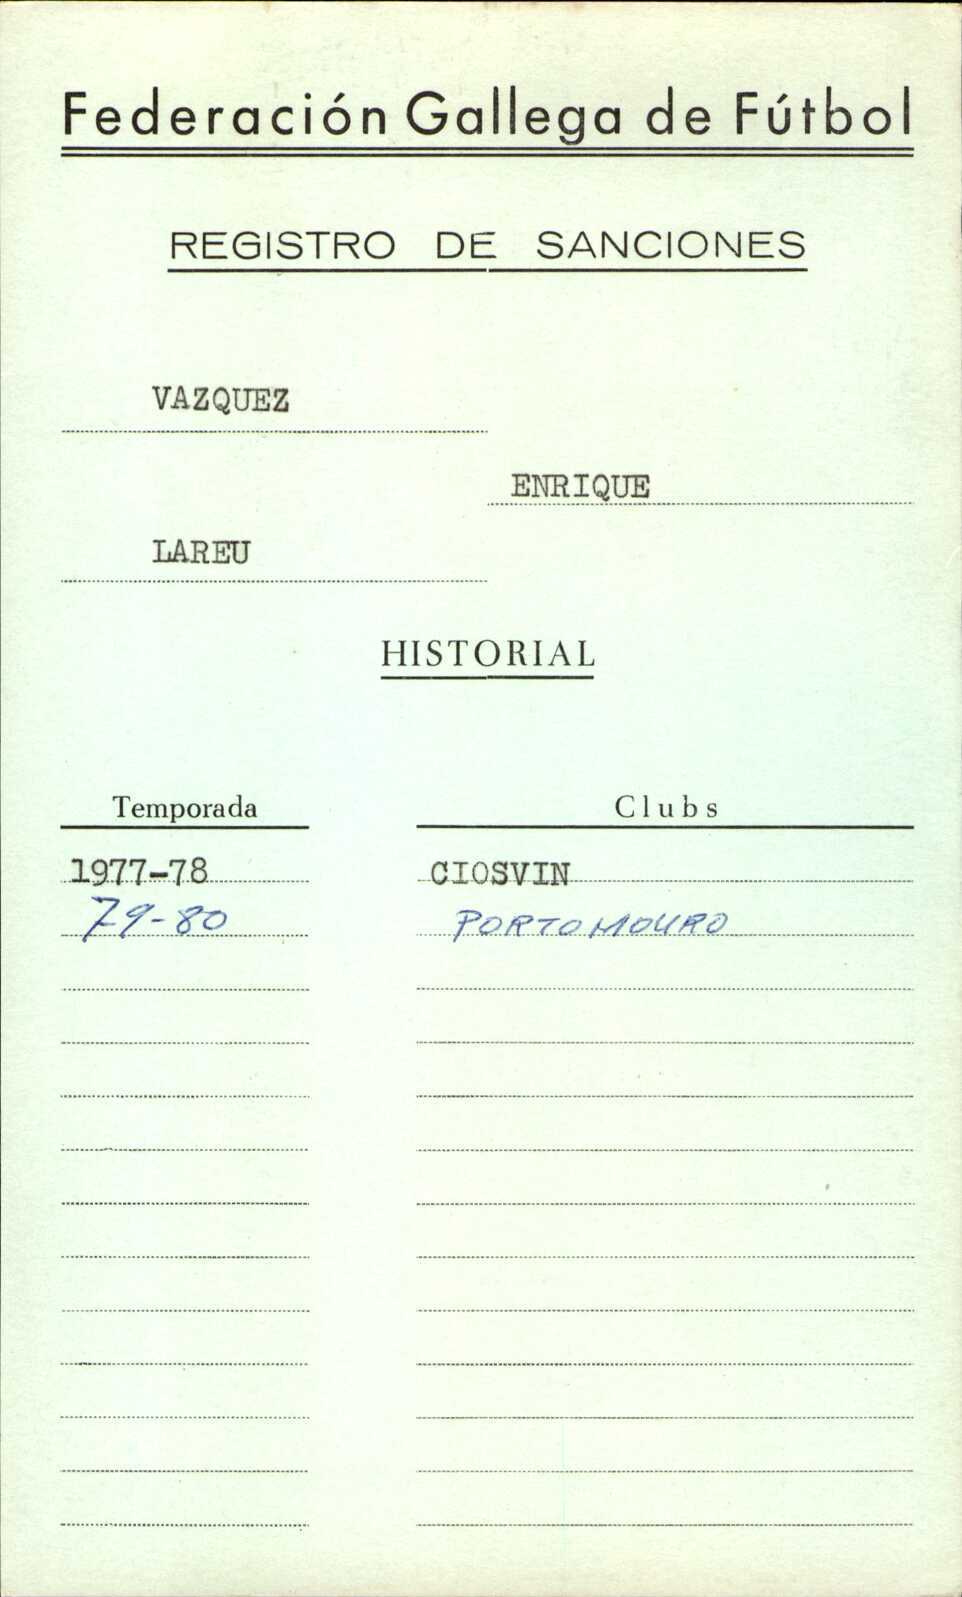 Federación Gallega de Fútbol
REGISTRO DE SANCIONES
VAZQUEZ
ENRIQUE
LAREU
HISTORIAL
Temporada Clubs
1977-78 CIOSVIN
79-80 PORTOMOURO